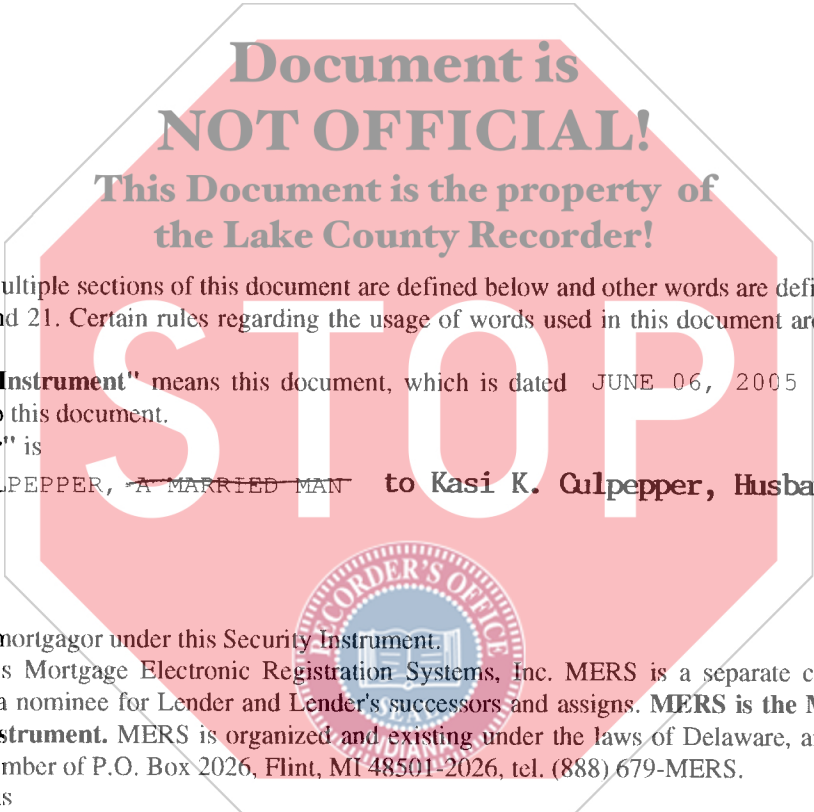 Document is
NOT OFFICIAL!
This Document is the property of
the Lake County Recorder!
ultiple sections of this document are defined below and other words are defi
nd 21. Certain rules regarding the usage of words used in this document are
STOP
Instrument" means this document, which is dated JUNE 06, 2005
this document.
" is
LPEPPER, A MARRIED MAN to Kasi K. Culpepper, Husba
RECORDER'S OFFICE
SEAL
INDIANA
mortgagor under this Security Instrument.
s Mortgage Electronic Registration Systems, Inc. MERS is a separate c
a nominee for Lender and Lender's successors and assigns. MERS is the M
strument. MERS is organized and existing under the laws of Delaware, a
mber of P.O. Box 2026, Flint, MI 48501-2026, tel. (888) 679-MERS.
s